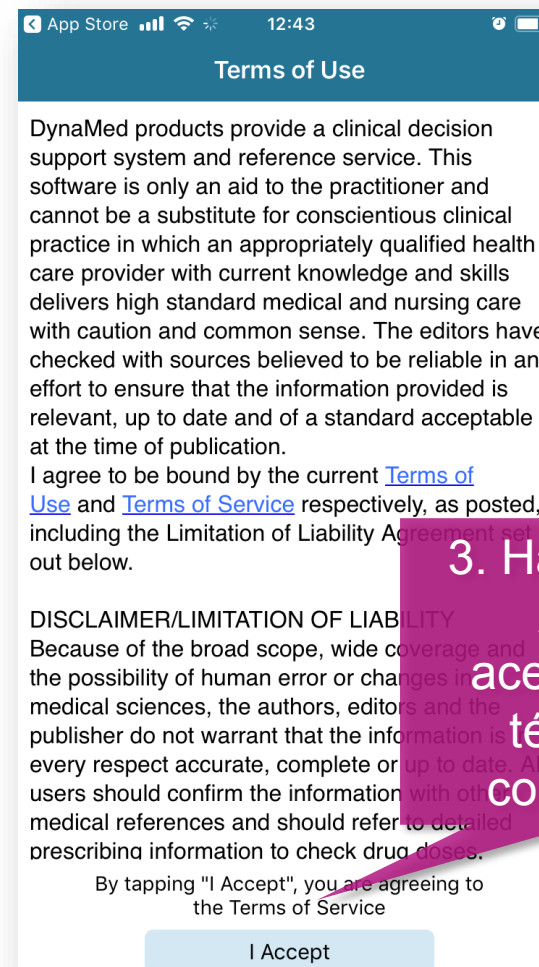 App Store 12:43
Terms of Use
DynaMed products provide a clinical decision
support system and reference service. This
software is only an aid to the practitioner and
cannot be a substitute for conscientious clinical
practice in which an appropriately qualified health
care provider with current knowledge and skills
delivers high standard medical and nursing care
with caution and common sense. The editors have
checked with sources believed to be reliable in an
effort to ensure that the information provided is
relevant, up to date and of a standard acceptable
at the time of publication.
I agree to be bound by the current Terms of
Use and Terms of Service respectively, as posted,
including the Limitation of Liability Agreement set
out below.
DISCLAIMER/LIMITATION OF LIABILITY
Because of the broad scope, wide coverage and
the possibility of human error or changes in
medical sciences, the authors, editors and the
publisher do not warrant that the information is
every respect accurate, complete or up to date.
users should confirm the information with other
medical references and should refer to detailed
prescribing information to check drug doses.
By tapping "I Accept", you are agreeing to
the Terms of Service
I Accept
3.